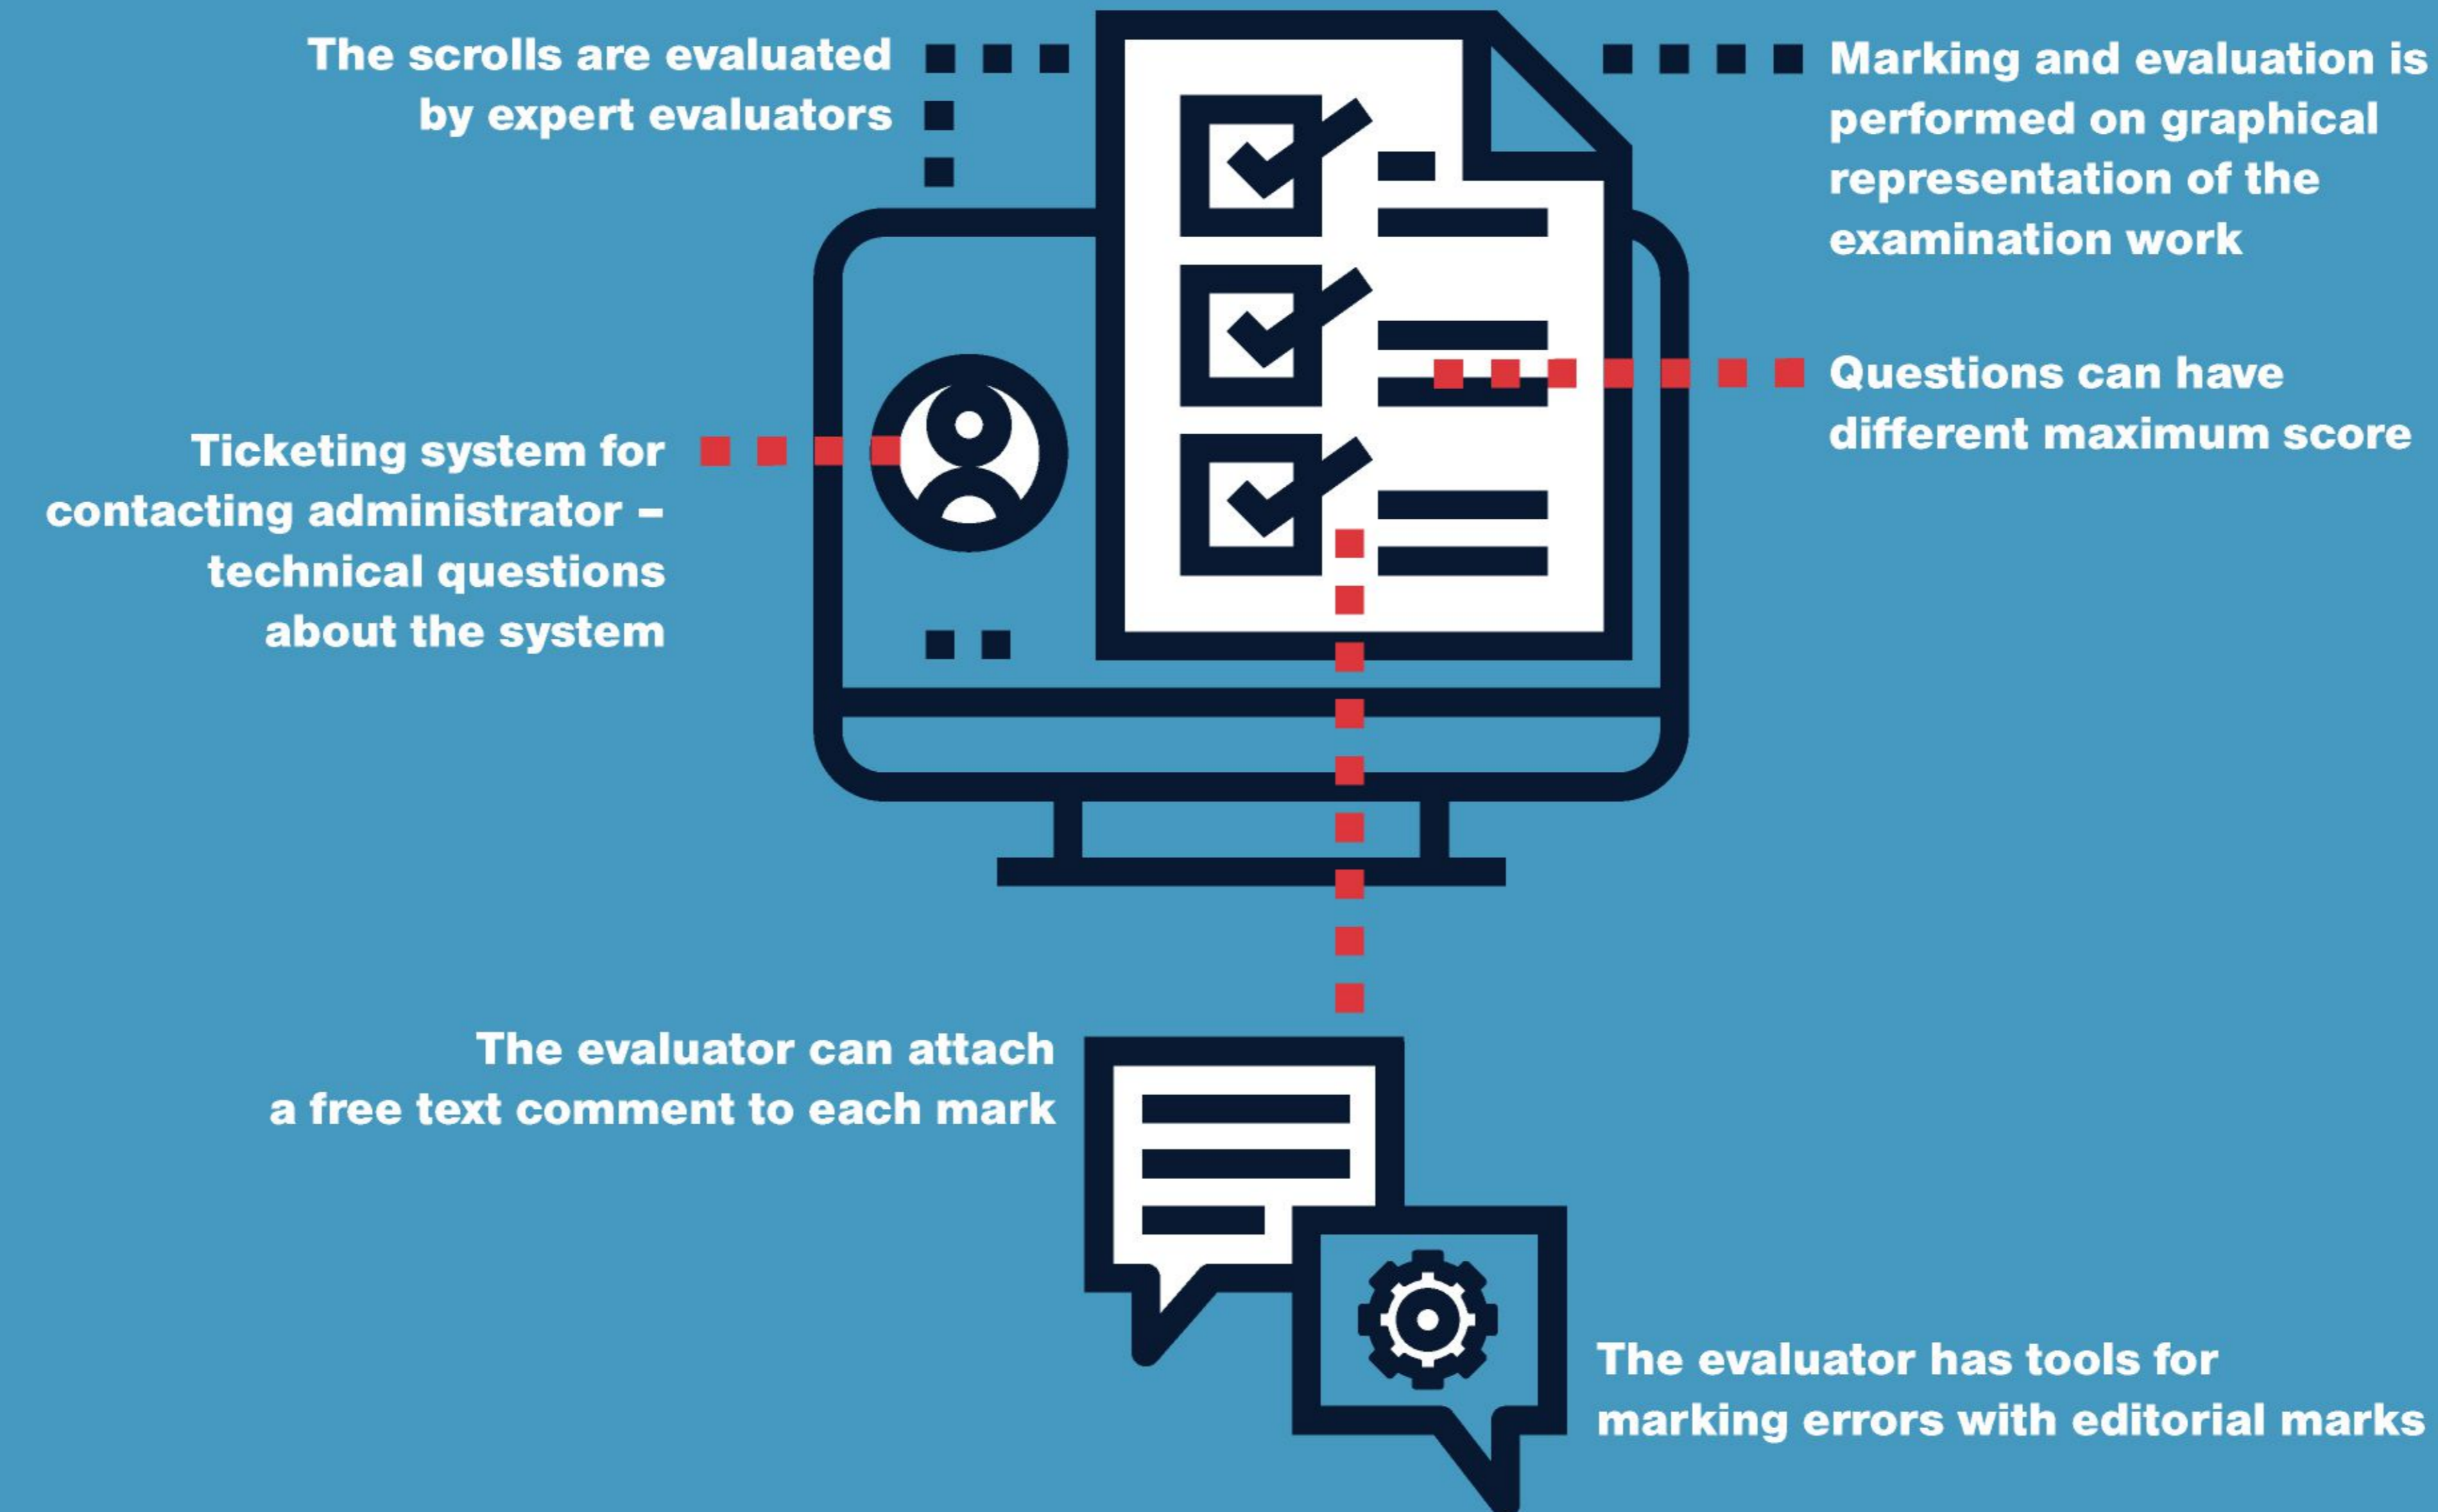 The scrolls are evaluated
by expert evaluators
Marking and evaluation is
performed on graphical
representation of the
examination work
Questions can have
different maximum score
Ticketing system for
contacting administrator –
technical questions
about the system
The evaluator can attach
a free text comment to each mark
The evaluator has tools for
marking errors with editorial marks